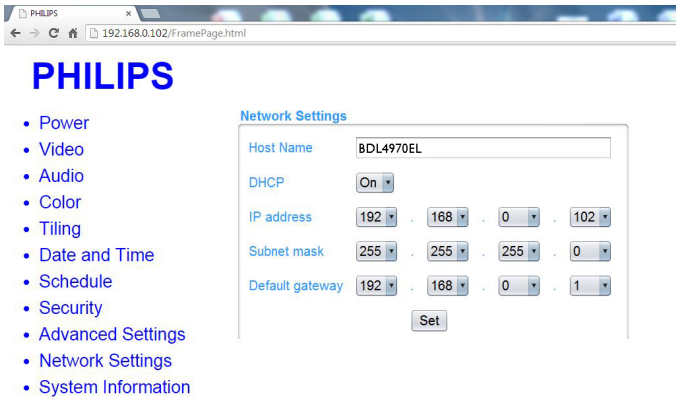 PHILIPS
192.168.0.102/FramePage.html
PHILIPS
Power
Video
Audio
Color
Tiling
Date and Time
Schedule
Security
Advanced Settings
Network Settings
System Information
Network Settings
Host Name BDL4970EL
DHCP On
IP address 192 . 168 . 0 . 102
Subnet mask 255 . 255 . 255 . 0
Default gateway 192 . 168 . 0 . 1
Set